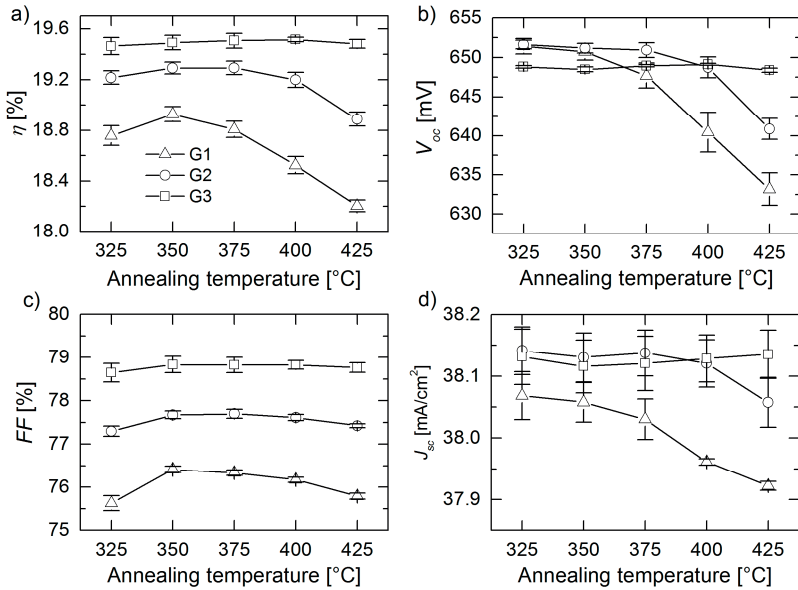 a)
19.6
19.2
18.8
18.4
18.0
η [%]
G1
G2
G3
325 350 375 400 425
Annealing temperature [°C]
b)
655
650
645
640
635
630
V_oc [mV]
325 350 375 400 425
Annealing temperature [°C]
c)
80
79
78
77
76
75
FF [%]
325 350 375 400 425
Annealing temperature [°C]
d)
38.2
38.1
38.0
37.9
J_sc [mA/cm²]
325 350 375 400 425
Annealing temperature [°C]